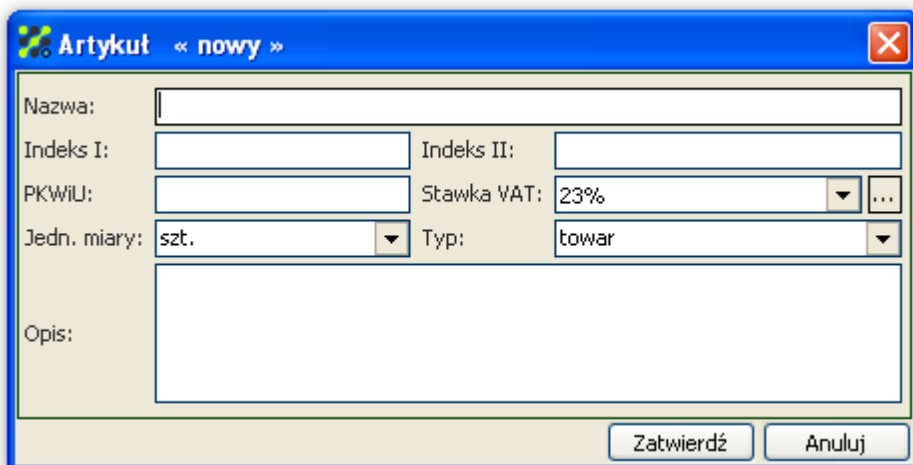 Artykuł « nowy »
Nazwa:
Indeks I: Indeks II:
PKWiU: Stawka VAT: 23% ...
Jedn. miary: szt. Typ: towar
Opis:
Zatwierdź Anuluj